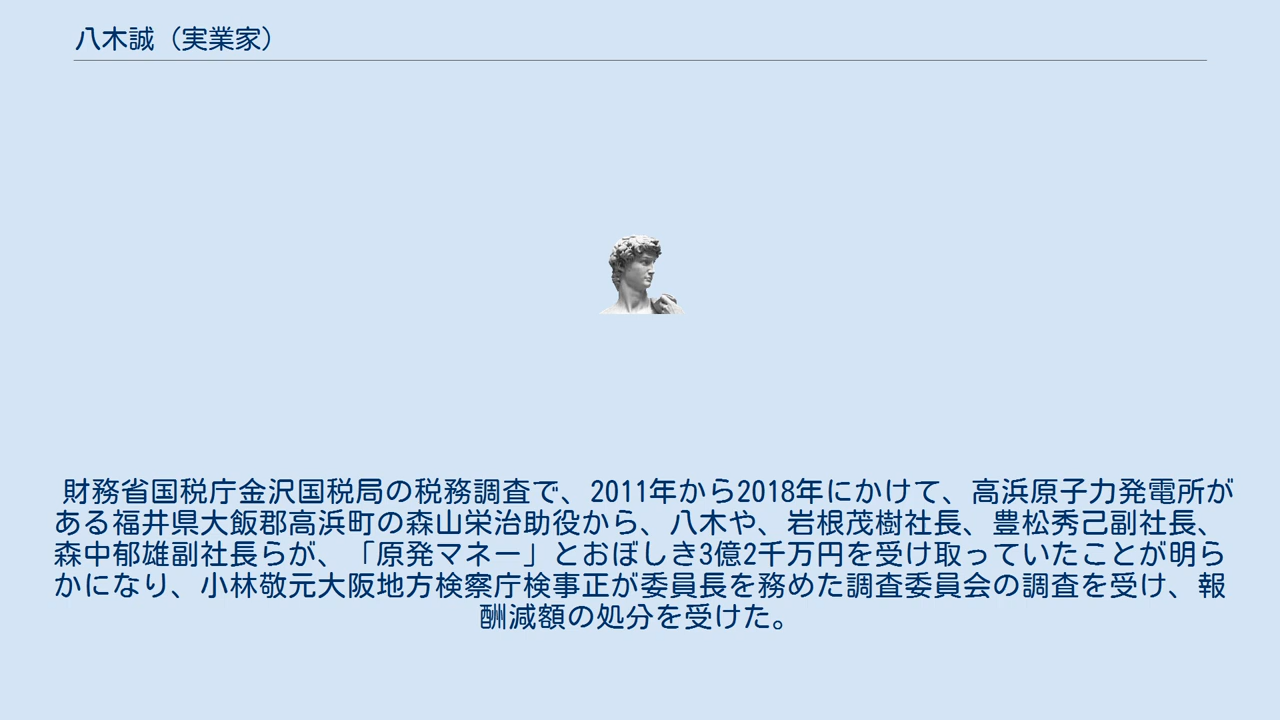 八木誠（実業家）
財務省国税庁金沢国税局の税務調査で、2011年から2018年にかけて、高浜原子力発電所が
ある福井県大飯郡高浜町の森山栄治助役から、八木や、岩根茂樹社長、豊松秀己副社長、
森中郁雄副社長らが、「原発マネー」とおぼしき3億2千万円を受け取っていたことが明ら
かになり、小林敬元大阪地方検察庁検事正が委員長を務めた調査委員会の調査を受け、報
酬減額の処分を受けた。